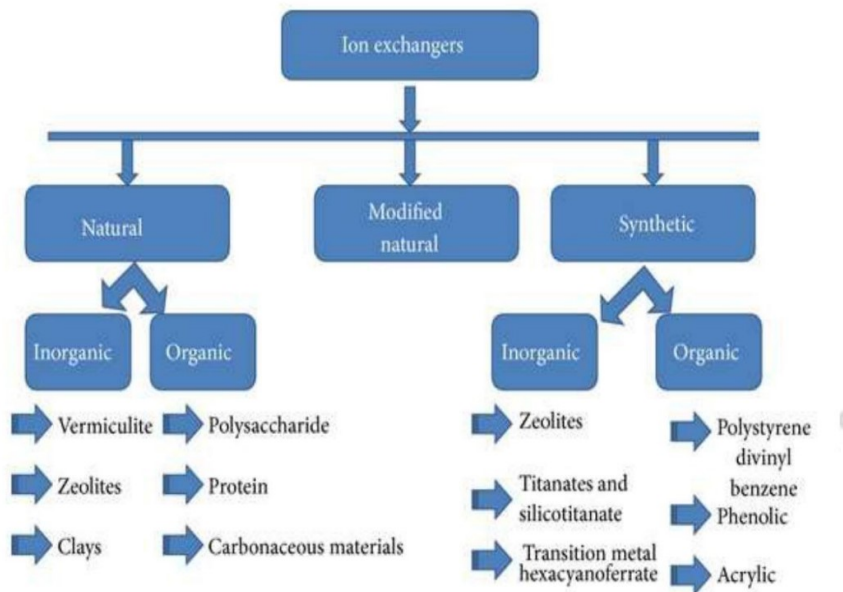 Ion exchangers
Natural
Modified
natural
Synthetic
Inorganic
Organic
Inorganic
Organic
Vermiculite
Polysaccharide
Zeolites
Polystyrene
divinyl
benzene
Zeolites
Protein
Titanates and
silicotitanate
Phenolic
Clays
Carbonaceous materials
Transition metal
hexacyanoferrate
Acrylic